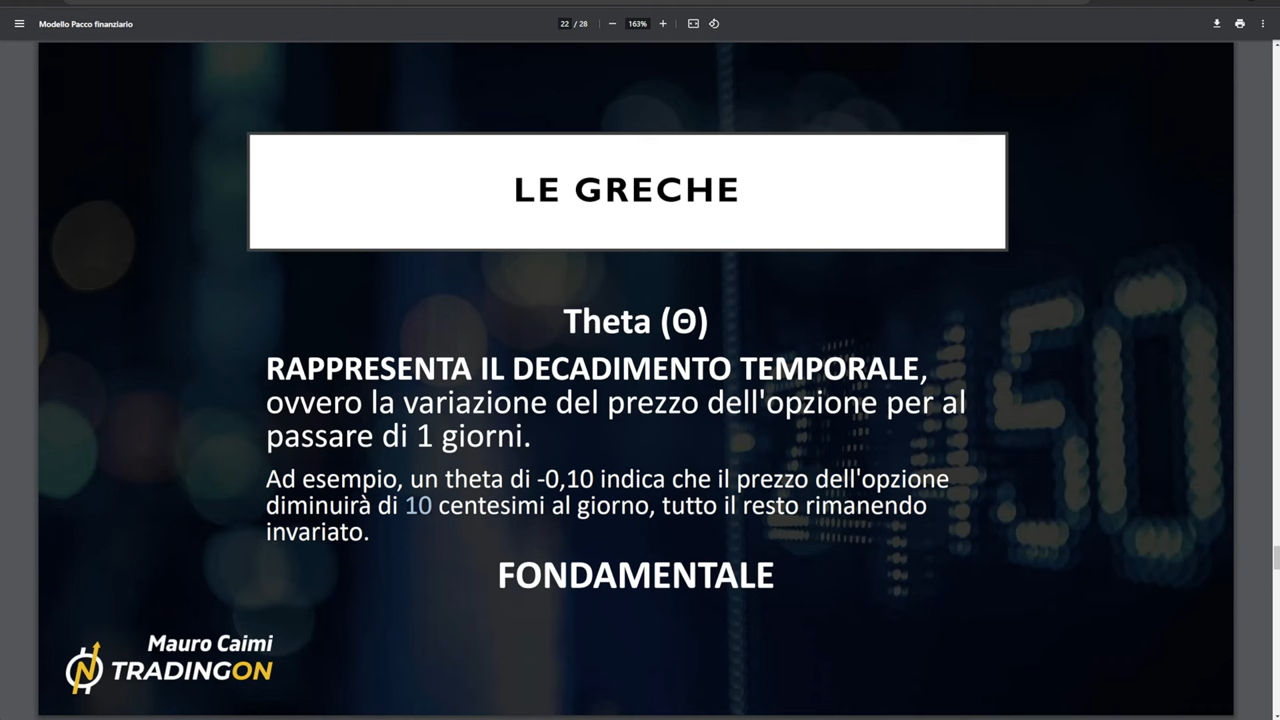 Modello Pacco finanziario
22 / 28
163%
LE GRECHE
Theta (Θ)
RAPPRESENTA IL DECADIMENTO TEMPORALE,
ovvero la variazione del prezzo dell'opzione per al
passare di 1 giorni.
Ad esempio, un theta di -0,10 indica che il prezzo dell'opzione
diminuirà di 10 centesimi al giorno, tutto il resto rimanendo
invariato.
FONDAMENTALE
450
Mauro Caimi
TRADINGON